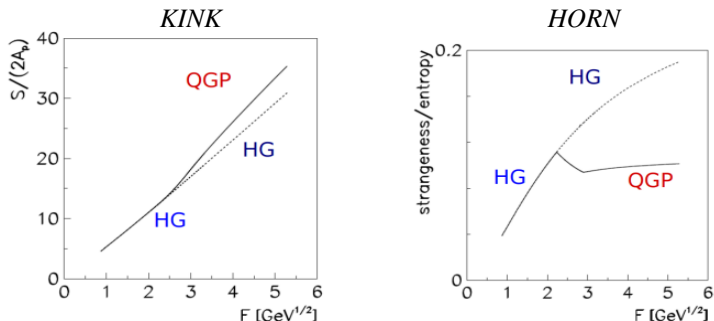 KINK
S/(2Aₚ)
40
30
20
10
0
QGP
HG
HG
0 1 2 3 4 5 6
F [GeV^1/2]
HORN
strangeness/entropy
0.2
0
HG
HG
QGP
0 1 2 3 4 5 6
F [GeV^1/2]